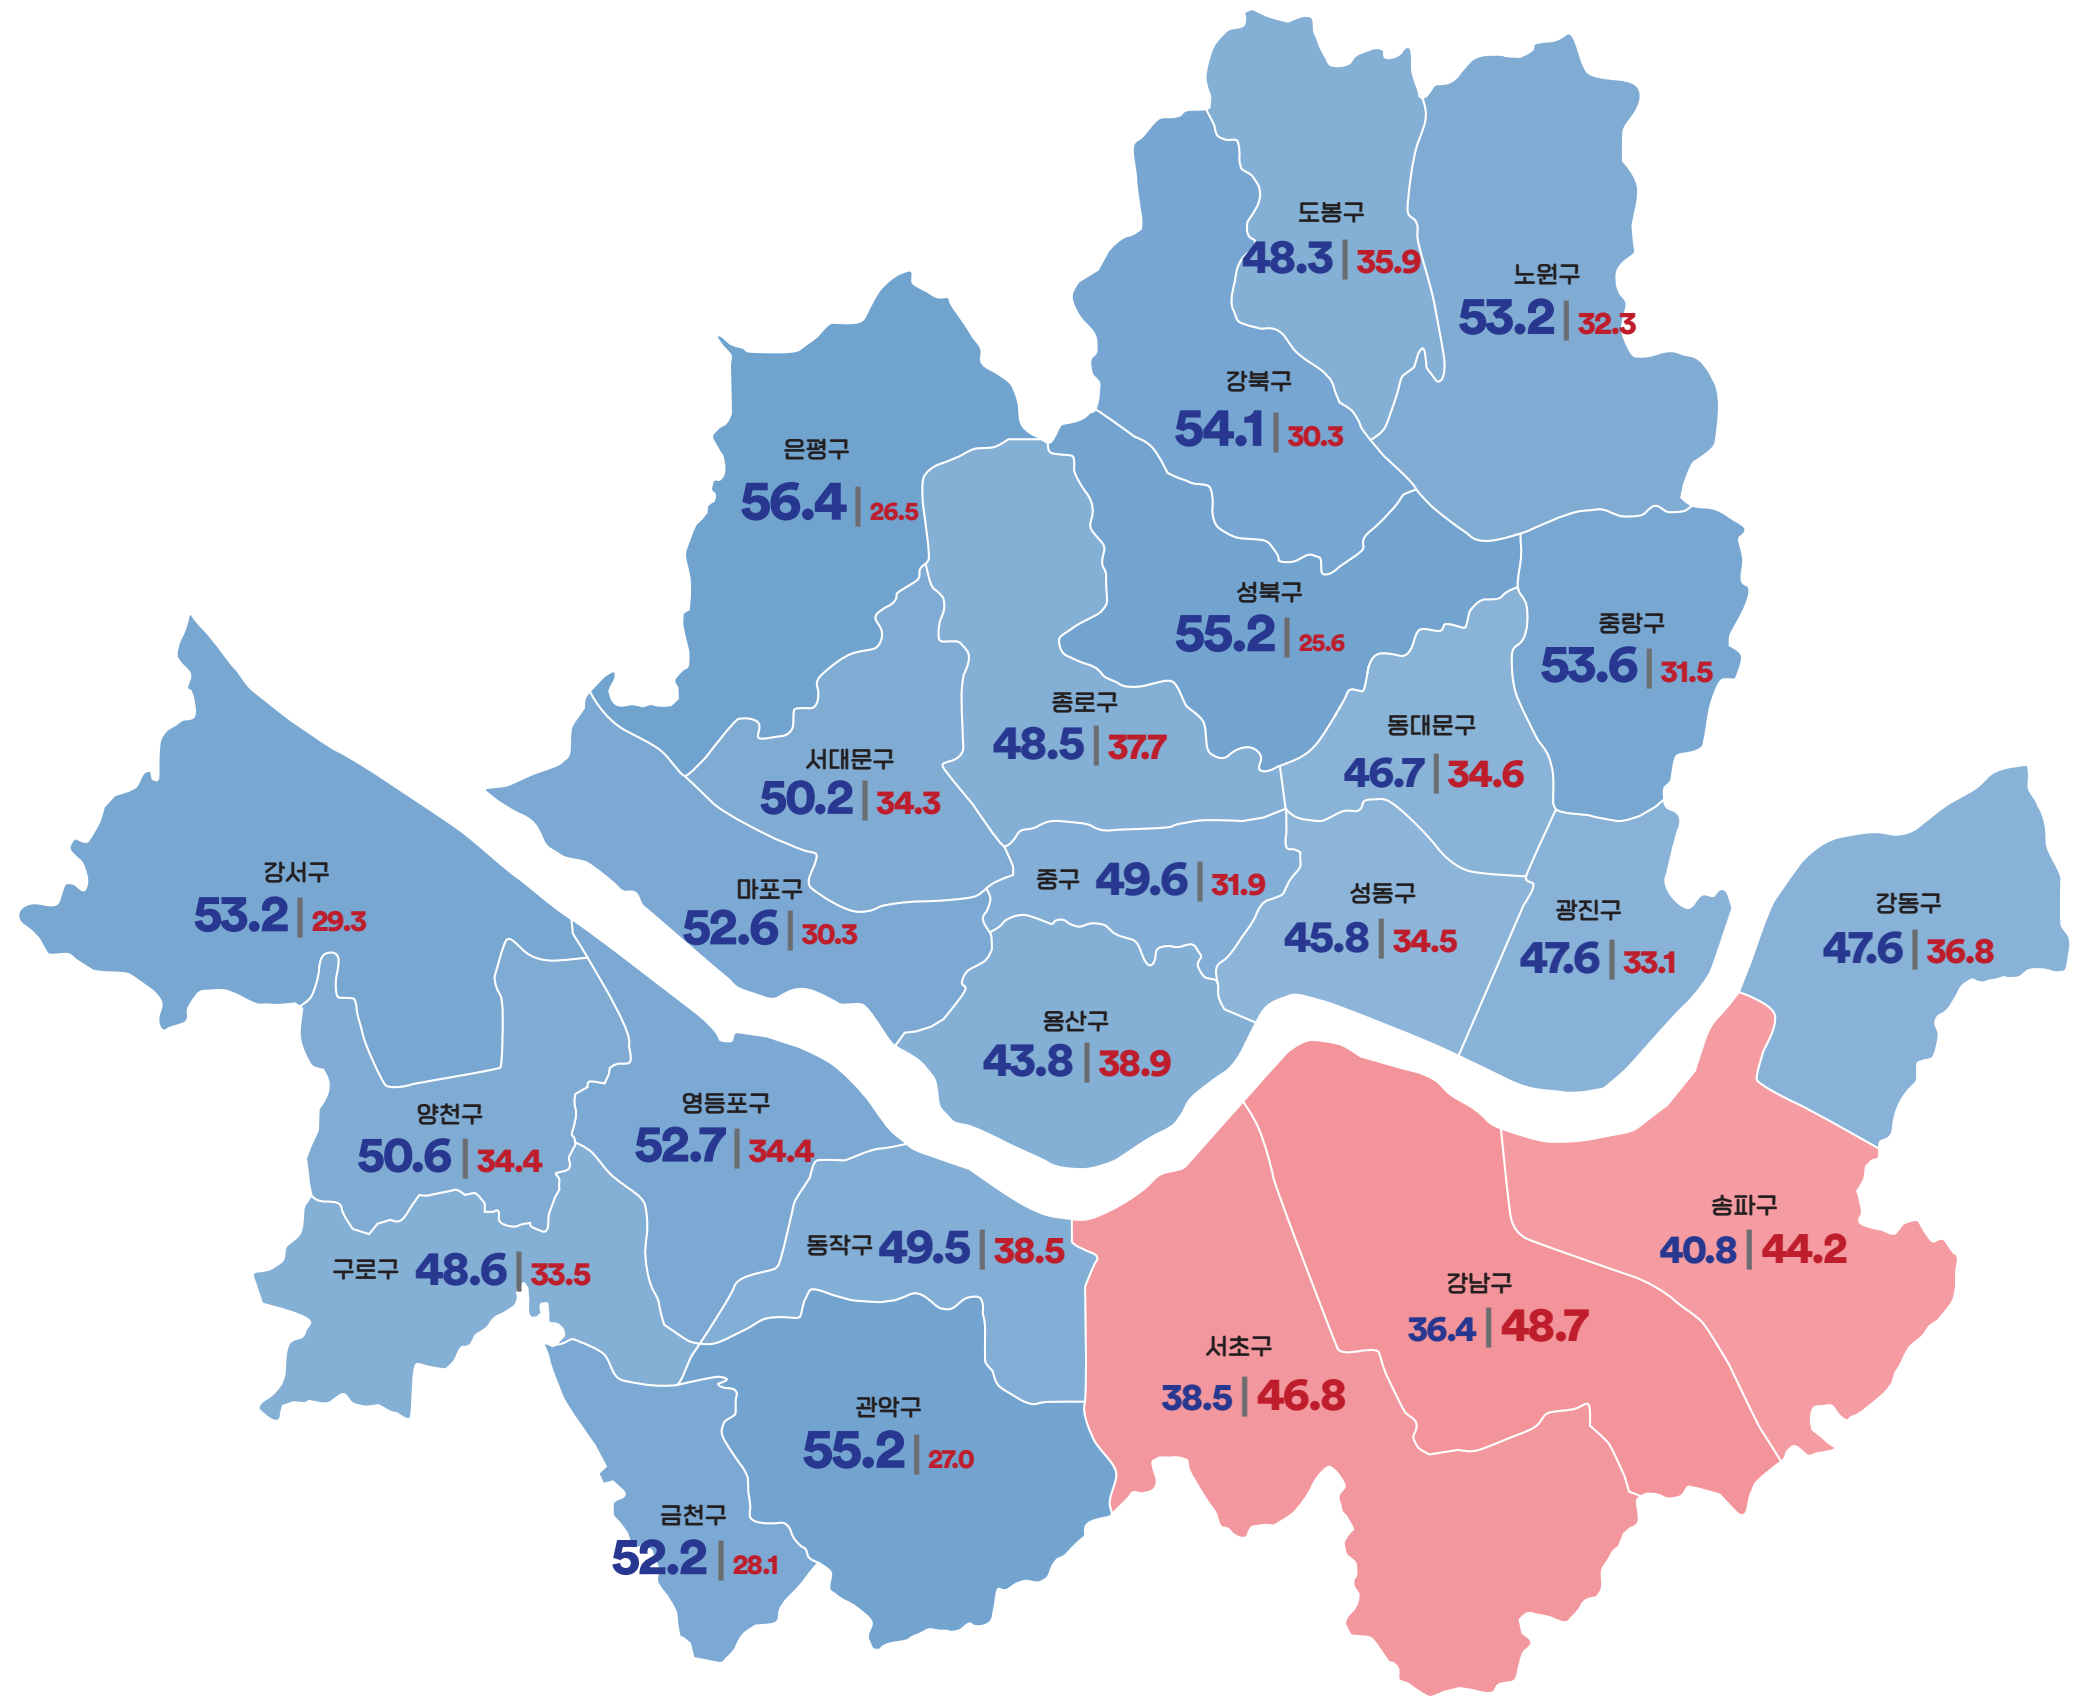 도봉구
48.3 | 35.9
노원구
53.2 | 32.3
강북구
54.1 | 30.3
은평구
56.4 | 26.5
성북구
55.2 | 25.6
중랑구
53.6 | 31.5
종로구
48.5 | 37.7
동대문구
46.7 | 34.6
서대문구
50.2 | 34.3
강서구
53.2 | 29.3
마포구
52.6 | 30.3
중구 49.6 | 31.9
성동구
45.8 | 34.5
광진구
47.6 | 33.1
강동구
47.6 | 36.8
용산구
43.8 | 38.9
양천구
50.6 | 34.4
영등포구
52.7 | 34.4
구로구 48.6 | 33.5
동작구 49.5 | 38.5
송파구
40.8 | 44.2
강남구
36.4 | 48.7
서초구
38.5 | 46.8
관악구
55.2 | 27.0
금천구
52.2 | 28.1